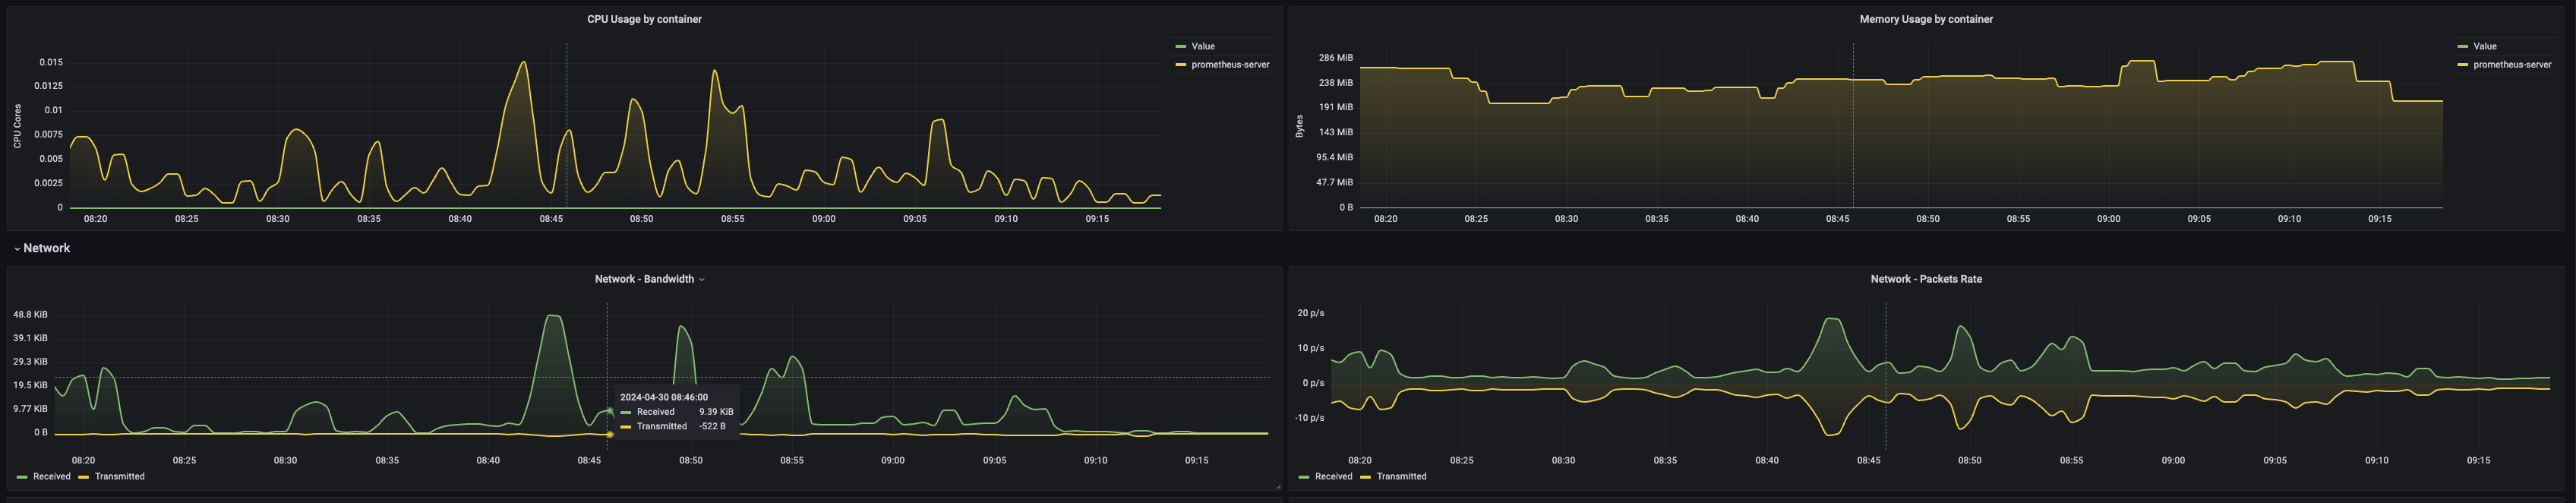 CPU Usage by container
CPU Cores
0.015
0.0125
0.01
0.0075
0.005
0.0025
0
08:20 08:25 08:30 08:35 08:40 08:45 08:50 08:55 09:00 09:05 09:10 09:15
Value
prometheus-server
Memory Usage by container
Bytes
286 MiB
238 MiB
191 MiB
143 MiB
95.4 MiB
47.7 MiB
0 B
08:20 08:25 08:30 08:35 08:40 08:45 08:50 08:55 09:00 09:05 09:10 09:15
Value
prometheus-server
Network
Network - Bandwidth
48.8 KiB
39.1 KiB
29.3 KiB
19.5 KiB
9.77 KiB
0 B
2024-04-30 08:46:00
Received 9.39 KiB
Transmitted -522 B
08:20 08:25 08:30 08:35 08:40 08:45 08:50 08:55 09:00 09:05 09:10 09:15
Received Transmitted
Network - Packets Rate
20 p/s
10 p/s
0 p/s
-10 p/s
08:20 08:25 08:30 08:35 08:40 08:45 08:50 08:55 09:00 09:05 09:10 09:15
Received Transmitted